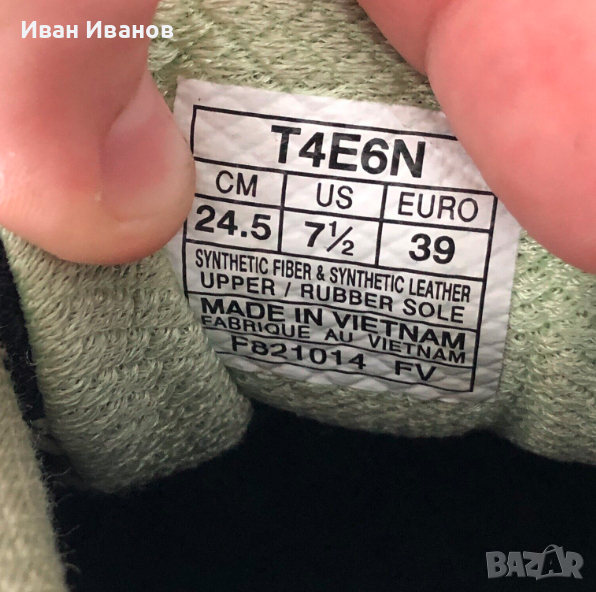 Иван Иванов
T4E6N
CM US EURO
24.5 7½ 39
SYNTHETIC FIBER & SYNTHETIC LEATHER
UPPER / RUBBER SOLE
MADE IN VIETNAM
FABRIQUE AU VIETNAM
F821014 FV
BAZAR